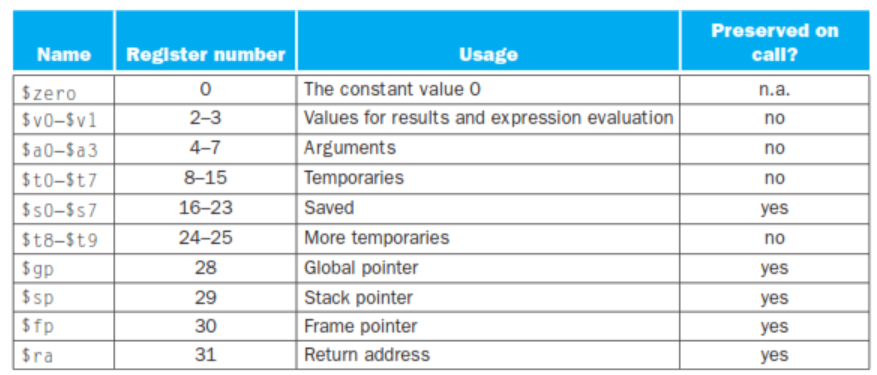 Name Register number Usage Preserved on call?
$zero 0 The constant value 0 n.a.
$v0–$v1 2–3 Values for results and expression evaluation no
$a0–$a3 4–7 Arguments no
$t0–$t7 8–15 Temporaries no
$s0–$s7 16–23 Saved yes
$t8–$t9 24–25 More temporaries no
$gp 28 Global pointer yes
$sp 29 Stack pointer yes
$fp 30 Frame pointer yes
$ra 31 Return address yes